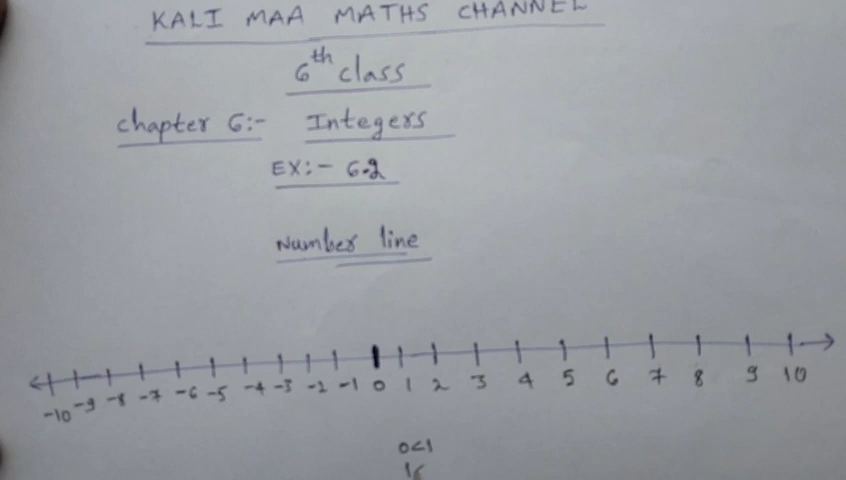 KALI MAA MATHS CHANNEL
6th class
chapter 6:- Integers
EX:- 6.2
Number line
-10 -9 -8 -7 -6 -5 -4 -3 -2 -1 0 1 2 3 4 5 6 7 8 9 10
0<1
1<